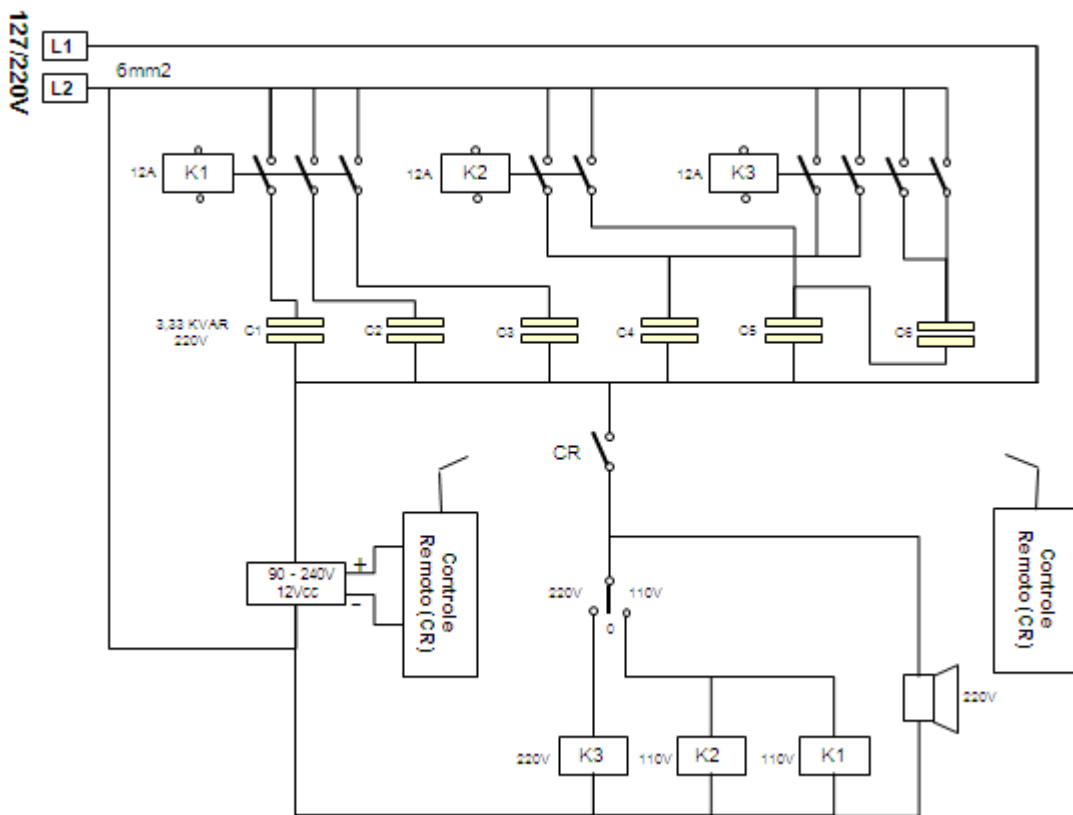 127/220V
L1
L2
6mm2
12A
K1
12A
K2
12A
K3
3,33 KVAR
220V
C1
C2
C3
C4
C5
C6
CR
90 - 240V
12Vcc
+
-
Controle
Remoto (CR)
Controle
Remoto (CR)
220V
110V
0
220V
220V
K3
110V
K2
110V
K1